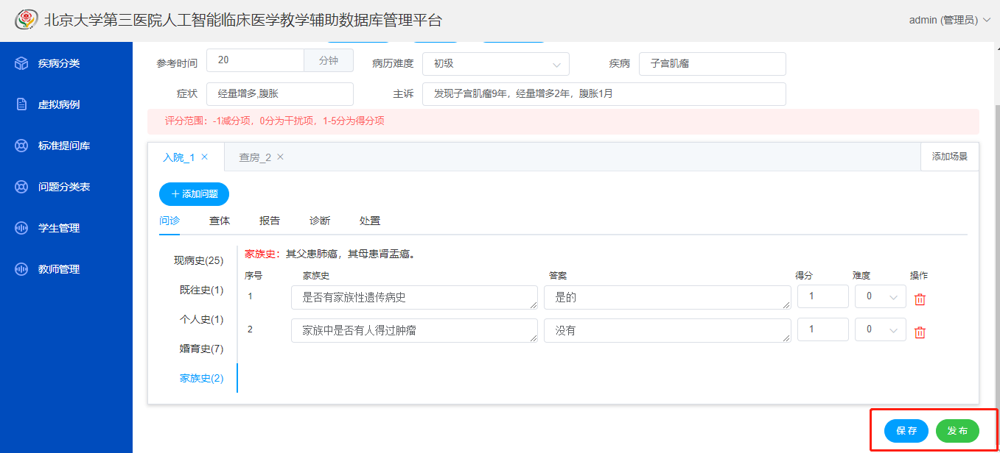 北京大学第三医院人工智能临床医学教学辅助数据库管理平台
admin (管理员)
疾病分类
虚拟病例
标准提问库
问题分类表
学生管理
教师管理
参考时间 20 分钟 病历难度 初级 疾病 子宫肌瘤
症状 经量增多,腹胀 主诉 发现子宫肌瘤9年，经量增多2年，腹胀1月
评分范围：-1减分项，0分为干扰项，1-5分为得分项
入院_1 × 查房_2 × 添加场景
+ 添加问题
问诊 查体 报告 诊断 处置
现病史(25)
既往史(1)
个人史(1)
婚育史(7)
家族史(2)
家族史：其父患肺癌，其母患肾盂癌。
序号 家族史 答案 得分 难度 操作
1 是否有家族性遗传病史 是的 1 0
2 家族中是否有人得过肿瘤 没有 1 0
保存 发布